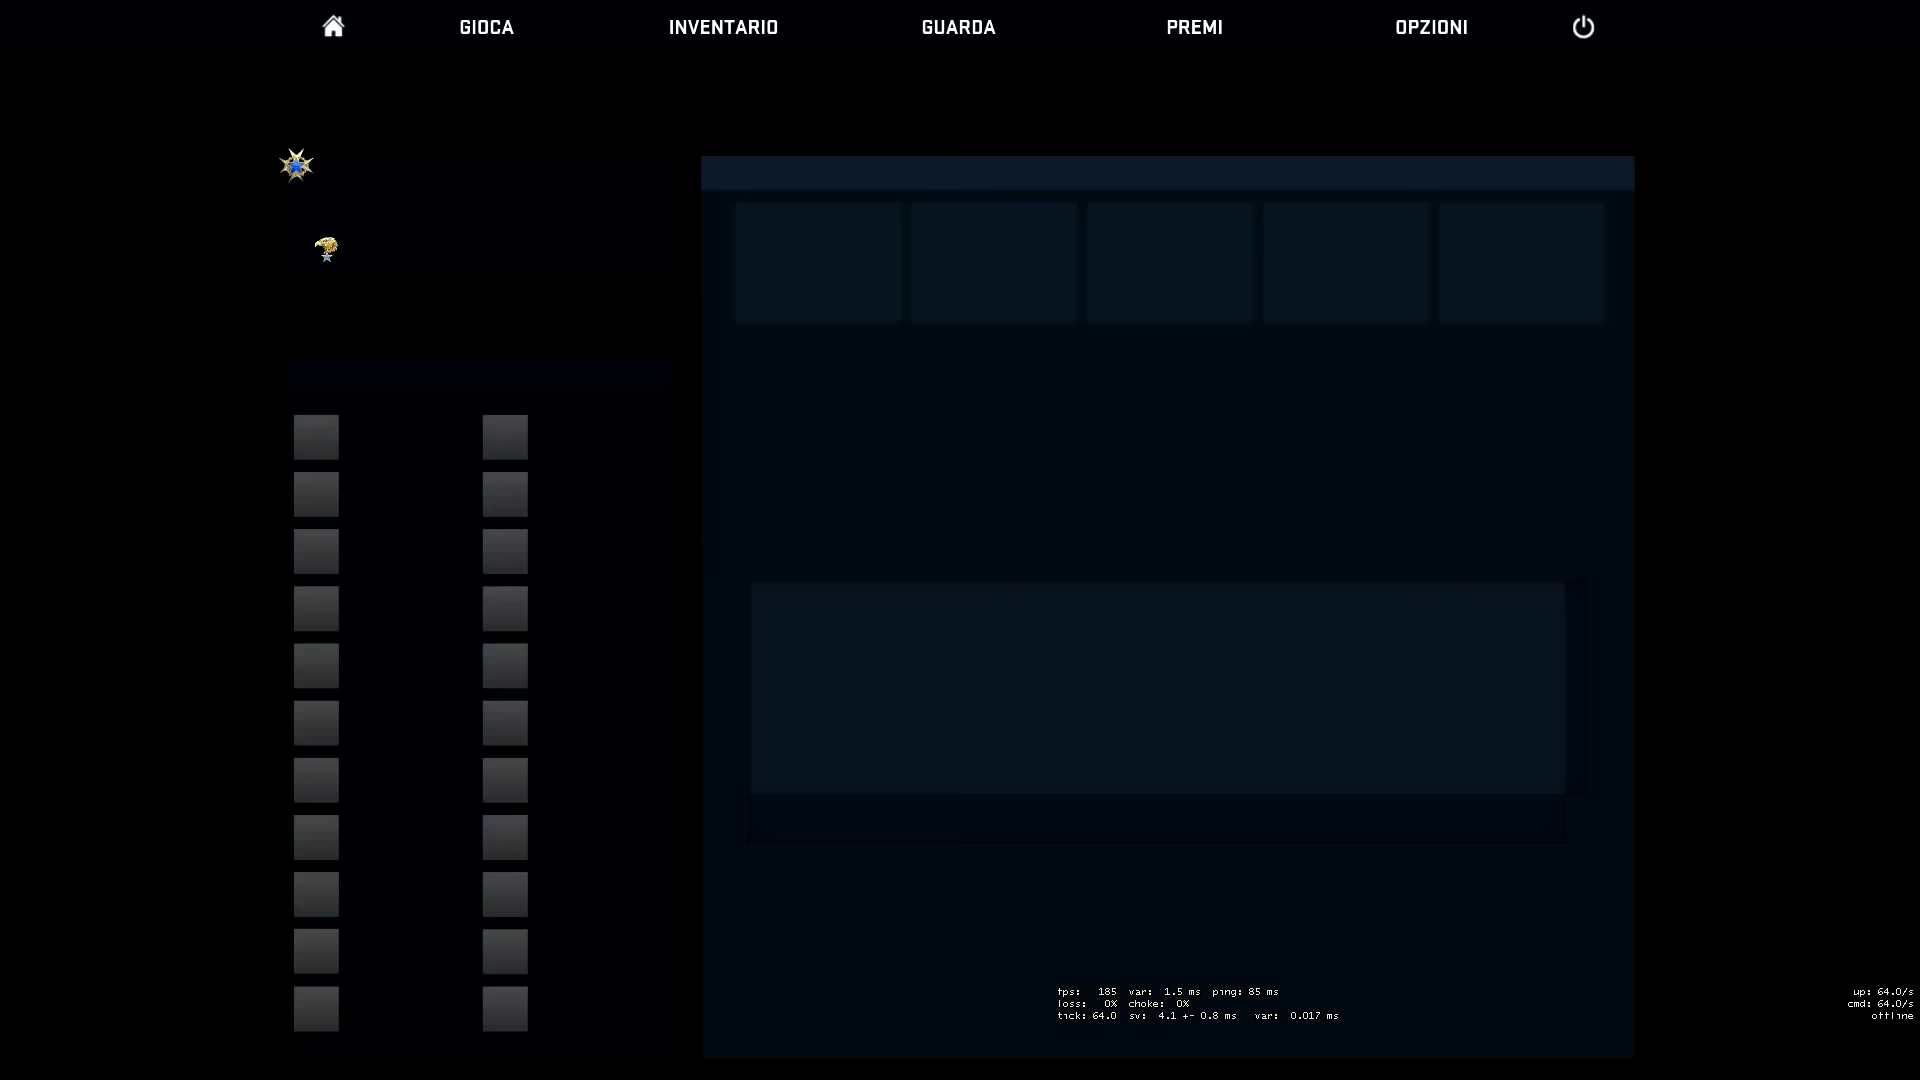 GIOCA INVENTARIO GUARDA PREMI OPZIONI
fps: 185 var: 1.5 ms ping: 85 ms
loss: 0% choke: 0%
tick: 64.0 sv: 4.1 +- 0.8 ms var: 0.017 ms
up: 64.0/s
cmd: 64.0/s
offline